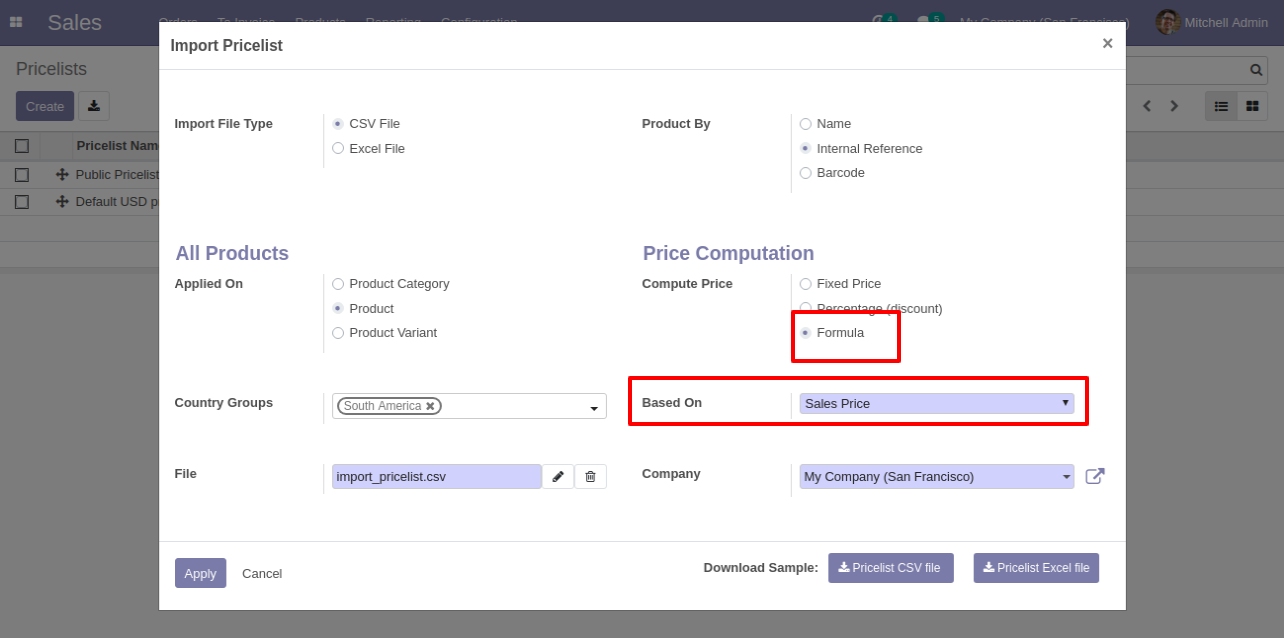 Sales Orders To Invoice Products Reporting Configuration 4 5 My Company (San Francisco) Mitchell Admin
Import Pricelist ×
Pricelists
Create
Pricelist Nam
Public Pricelist
Default USD p
Import File Type
CSV File
Excel File
Product By
Name
Internal Reference
Barcode
All Products
Applied On
Product Category
Product
Product Variant
Price Computation
Compute Price
Fixed Price
Percentage (discount)
Formula
Country Groups South America
Based On Sales Price
File import_pricelist.csv
Company My Company (San Francisco)
Apply Cancel
Download Sample: Pricelist CSV file Pricelist Excel file